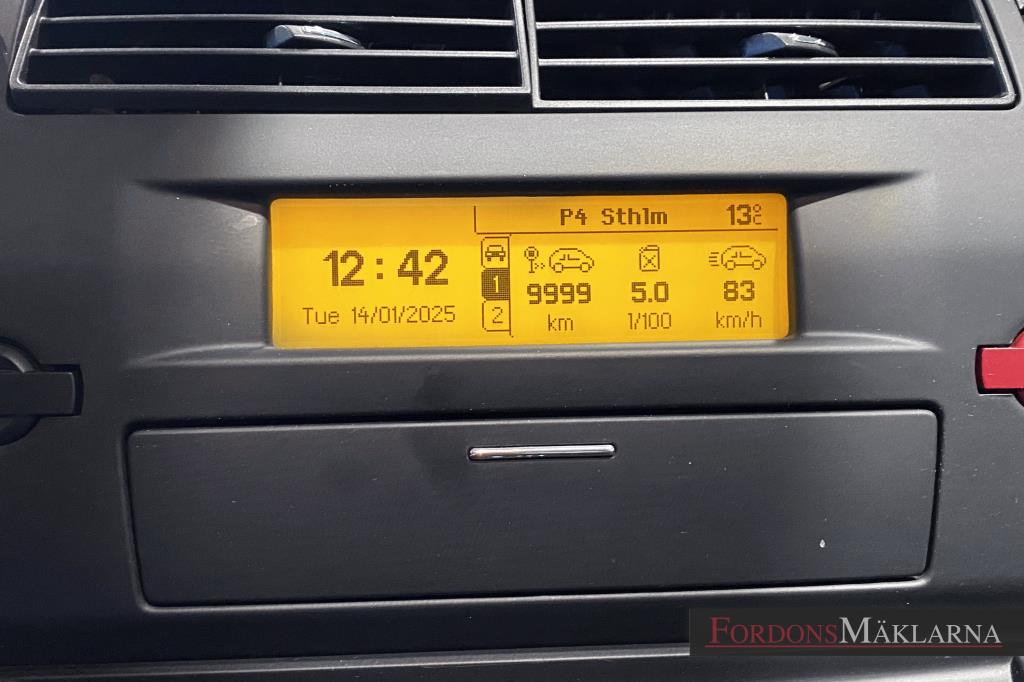 P4 Sthlm 13°C
12:42
Tue 14/01/2025
1
2
9999 5.0 83
km l/100 km/h
FORDONSMÄKLARNA